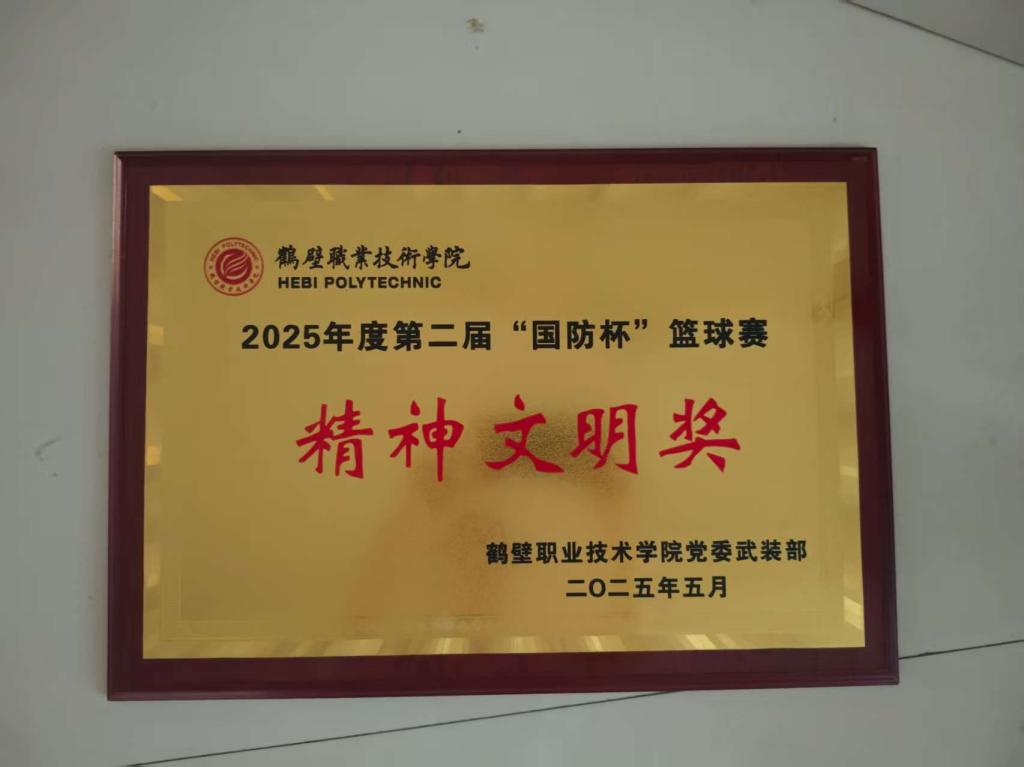 HEBI POLYTECHNIC
鶴壁職業技術學院
HEBI POLYTECHNIC
2025年度第二届“国防杯”篮球赛
精神文明奖
鹤壁职业技术学院党委武装部
二〇二五年五月